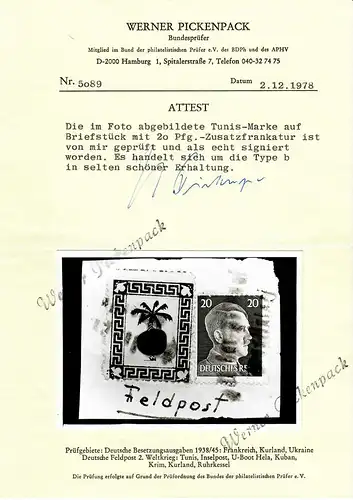 WERNER PICKENPACK
Bundesprüfer
Mitglied im Bund der philatelistischen Prüfer e.V. des BDPh und des APHV
D-2000 Hamburg 1, Spitalerstraße 7, Telefon 040-32 74 75
Nr. 5089 Datum 2.12.1978
ATTEST
Die im Foto abgebildete Tunis-Marke auf
Briefstück mit 2o Pfg.-Zusatzfrankatur ist
von mir geprüft und als echt signiert
worden. Es handelt sich um die Type b
in selten schöner Erhaltung.
Werner Pickenpack
20 20
DEUTSCHES RE
Feldpost
Werner Pickenpack
Prüfgebiete: Deutsche Besetzungsausgaben 1938/45: Frankreich, Kurland, Ukraine
Deutsche Feldpost 2. Weltkrieg: Tunis, Inselpost, U-Boot Hela, Kuban,
Krim, Kurland, Ruhrkessel
Die Prüfung erfolgte auf Grund der Prüfordnung des Bundes der philatelistischen Prüfer e. V.